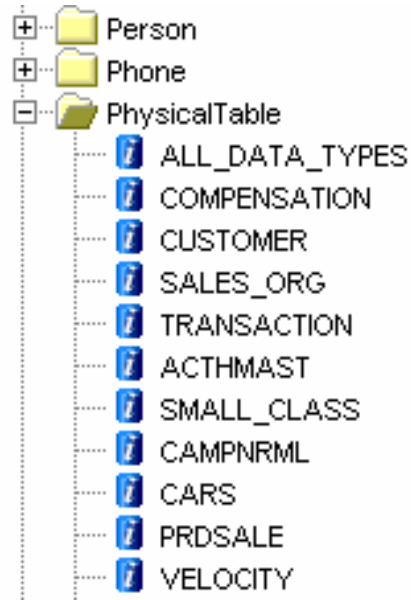 Person
Phone
PhysicalTable
ALL_DATA_TYPES
COMPENSATION
CUSTOMER
SALES_ORG
TRANSACTION
ACTHMAST
SMALL_CLASS
CAMPNRML
CARS
PRDSALE
VELOCITY